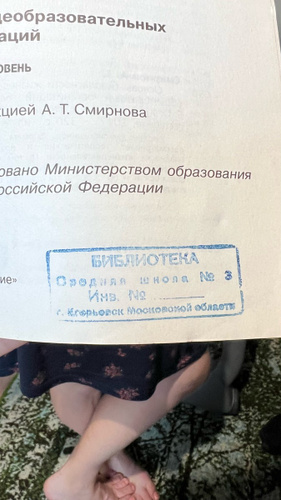 цеобразовательных
аций
ОВЕНЬ
кцией А. Т. Смирнова
овано Министерством образования
оссийской Федерации
ие»
БИБЛИОТЕКА
Средняя школа № 3
Инв. №
г. Егорьевск Московской области